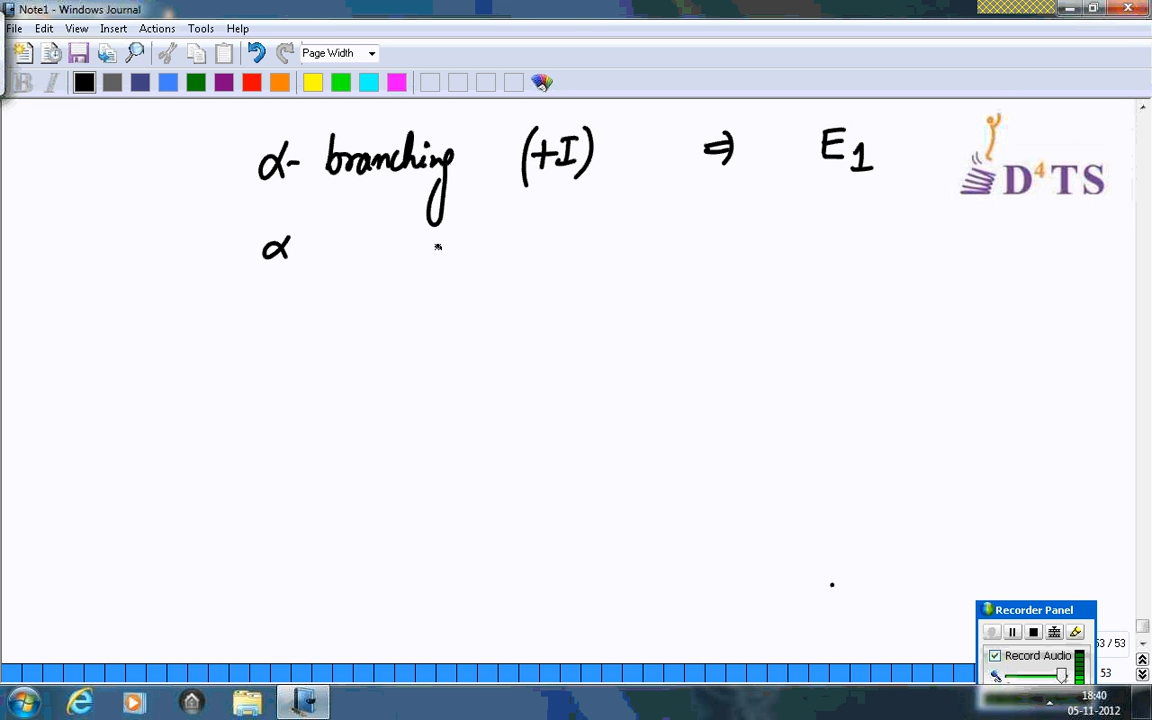 Note1 - Windows Journal
File Edit View Insert Actions Tools Help
Page Width
B I
α- branching (+I) ⇒ E1
D4TS
α
Recorder Panel
53 / 53
Record Audio
53
18:40
05-11-2012